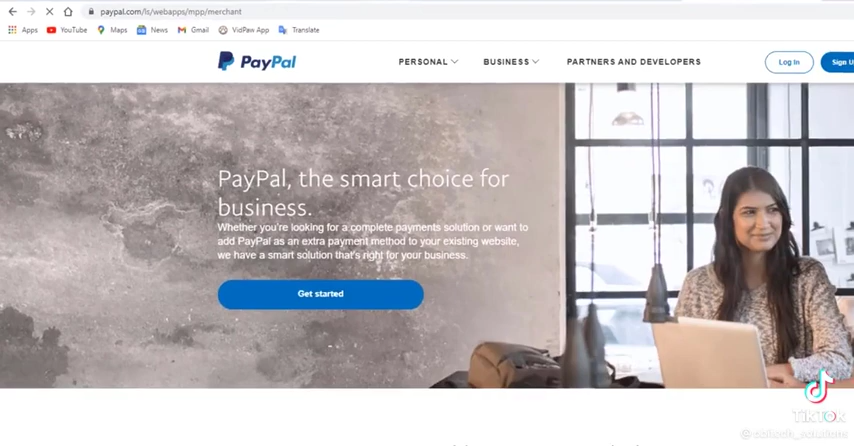 paypal.com/ls/webapps/mpp/merchant
Apps YouTube Maps News Gmail VidPaw App Translate
PayPal PERSONAL BUSINESS PARTNERS AND DEVELOPERS Log In Sign U
PayPal, the smart choice for
business.
Whether you're looking for a complete payments solution or want to
add PayPal as an extra payment method to your existing website,
we have a smart solution that's right for your business.
Get started
TikTok